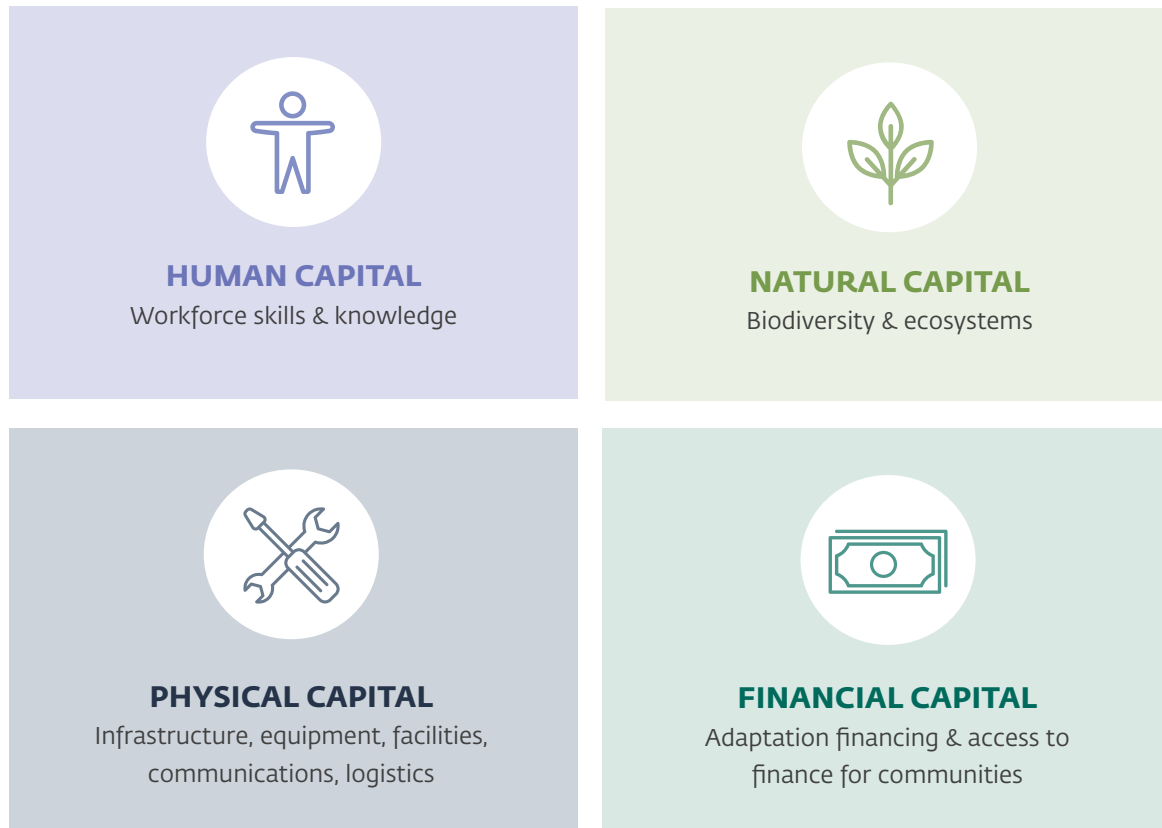 HUMAN CAPITAL
Workforce skills & knowledge
NATURAL CAPITAL
Biodiversity & ecosystems
PHYSICAL CAPITAL
Infrastructure, equipment, facilities,
communications, logistics
FINANCIAL CAPITAL
Adaptation financing & access to
finance for communities